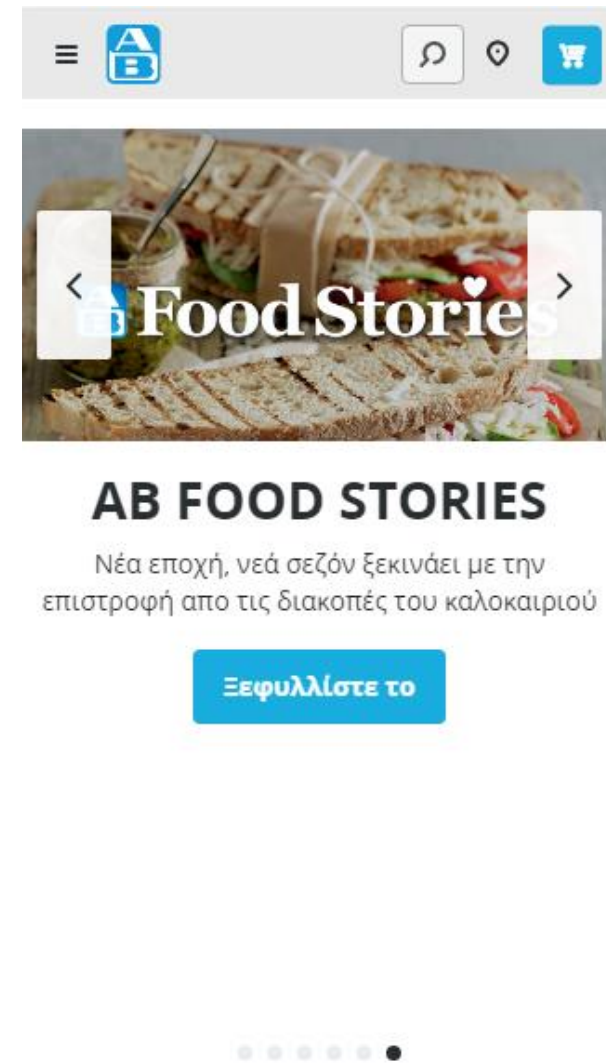 AB
AB Food Stories
AB FOOD STORIES
Νέα εποχή, νεά σεζόν ξεκινάει με την
επιστροφή απο τις διακοπές του καλοκαιριού
Ξεφυλλίστε το